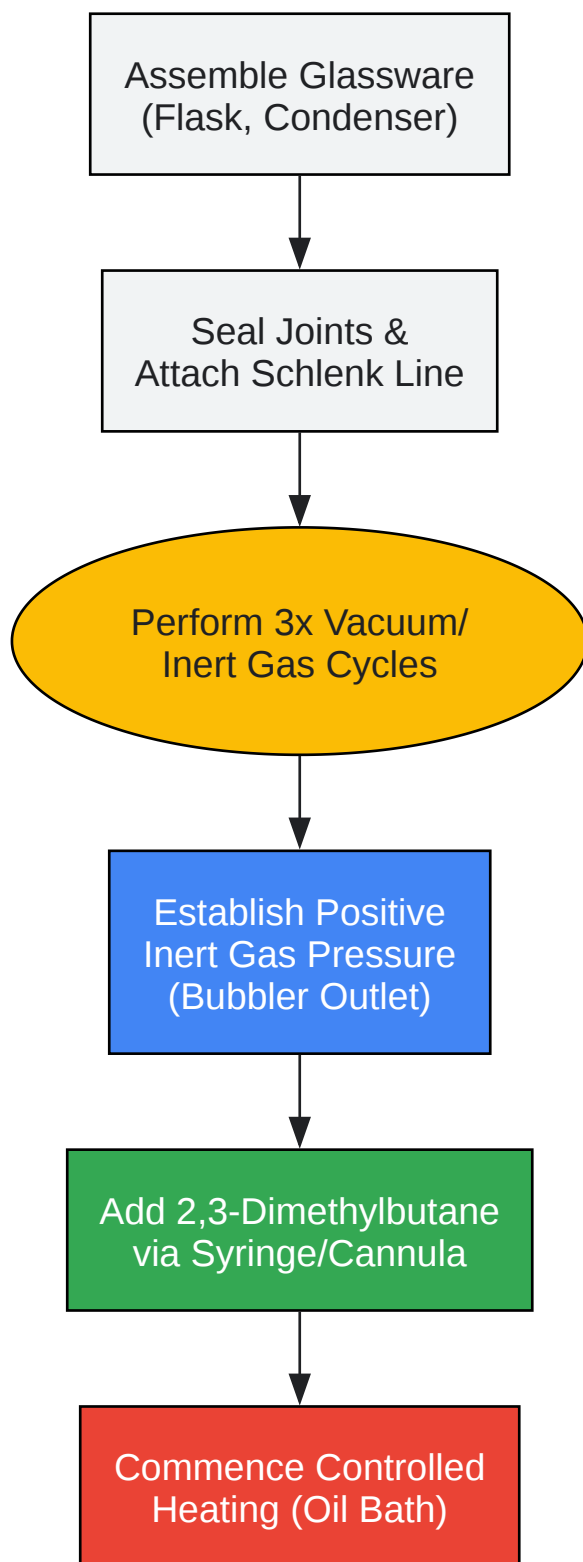 Assemble Glassware
(Flask, Condenser)
Seal Joints &
Attach Schlenk Line
Perform 3x Vacuum/
Inert Gas Cycles
Establish Positive
Inert Gas Pressure
(Bubbler Outlet)
Add 2,3-Dimethylbutane
via Syringe/Cannula
Commence Controlled
Heating (Oil Bath)